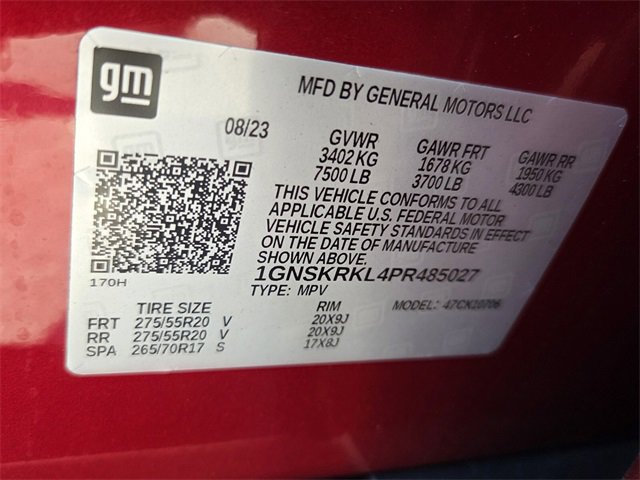 gm
MFD BY GENERAL MOTORS LLC
08/23
GVWR GAWR FRT GAWR RR
3402 KG 1678 KG 1950 KG
7500 LB 3700 LB 4300 LB
THIS VEHICLE CONFORMS TO ALL
APPLICABLE U.S. FEDERAL MOTOR
VEHICLE SAFETY STANDARDS IN EFFECT
ON THE DATE OF MANUFACTURE
SHOWN ABOVE.
1GNSKRKL4PR485027
170H
TYPE: MPV MODEL: 47CK10706
TIRE SIZE RIM
FRT 275/55R20 V 20X9J
RR 275/55R20 V 20X9J
SPA 265/70R17 S 17X8J